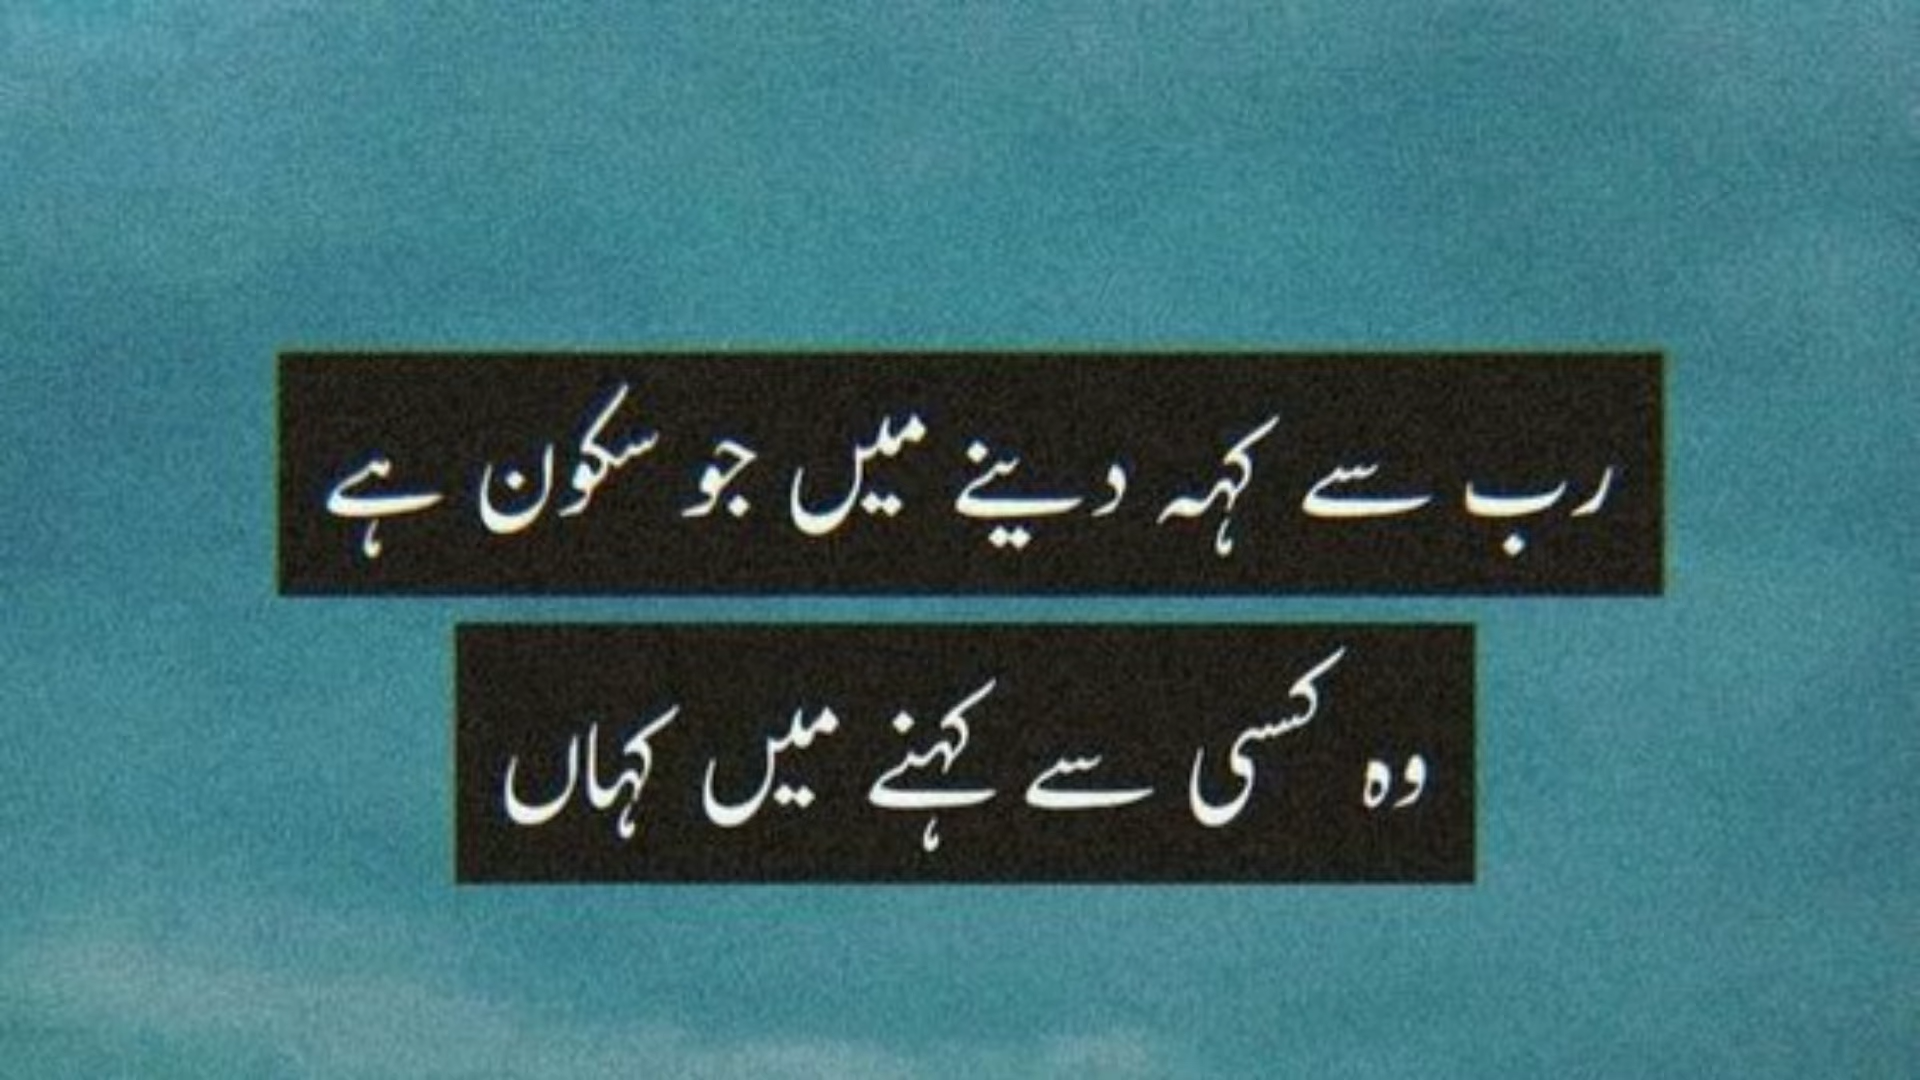 رب سے کہہ دینے میں جو سکون ہے
وہ کسی سے کہنے میں کہاں